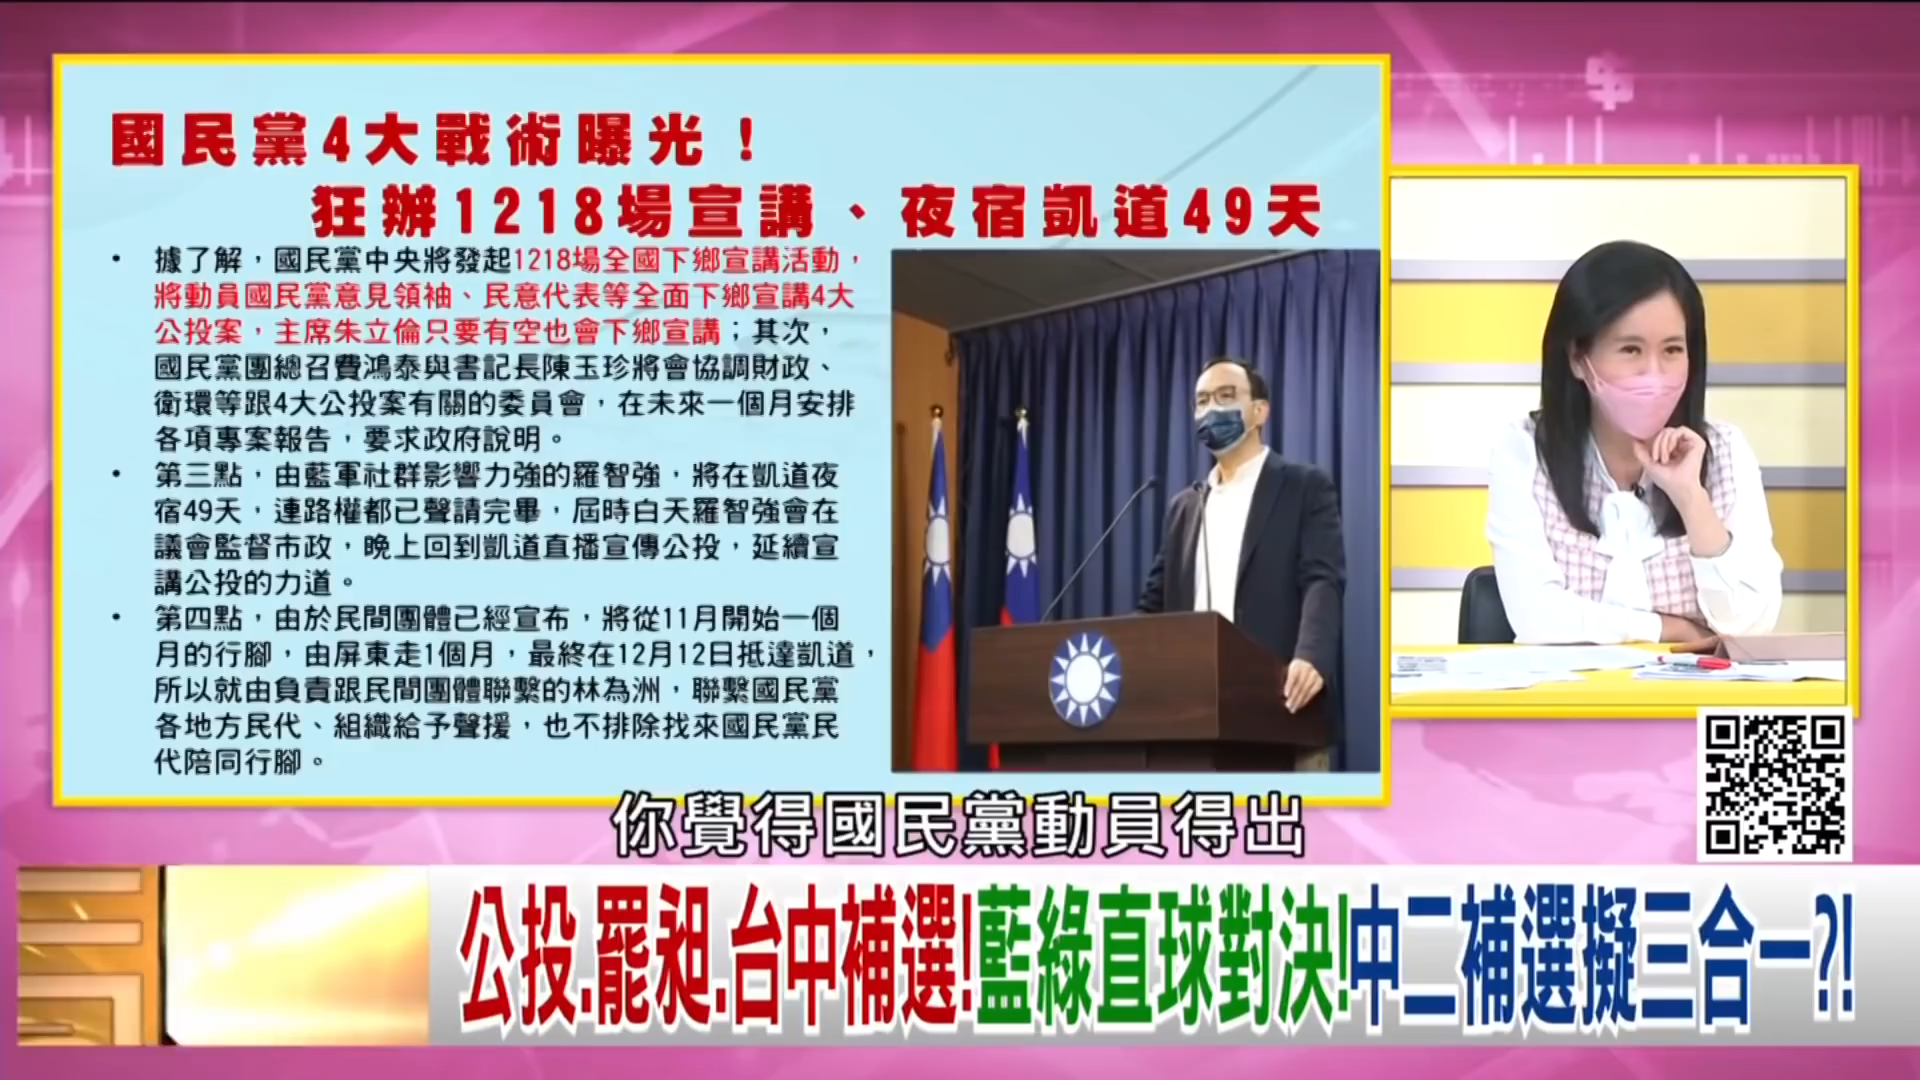 國民黨4大戰術曝光！
狂辦1218場宣講、夜宿凱道49天
• 據了解，國民黨中央將發起1218場全國下鄉宣講活動，
將動員國民黨意見領袖、民意代表等全面下鄉宣講4大
公投案，主席朱立倫只要有空也會下鄉宣講；其次，
國民黨團總召費鴻泰與書記長陳玉珍將會協調財政、
衛環等跟4大公投案有關的委員會，在未來一個月安排
各項專案報告，要求政府說明。
• 第三點，由藍軍社群影響力強的羅智強，將在凱道夜
宿49天，連路權都已聲請完畢，屆時白天羅智強會在
議會監督市政，晚上回到凱道直播宣傳公投，延續宣
講公投的力道。
• 第四點，由於民間團體已經宣布，將從11月開始一個
月的行腳，由屏東走1個月，最終在12月12日抵達凱道，
所以就由負責跟民間團體聯繫的林為洲，聯繫國民黨
各地方民代、組織給予聲援，也不排除找來國民黨民
代陪同行腳。
你覺得國民黨動員得出
公投.罷昶.台中補選!藍綠直球對決!中二補選擬三合一?!